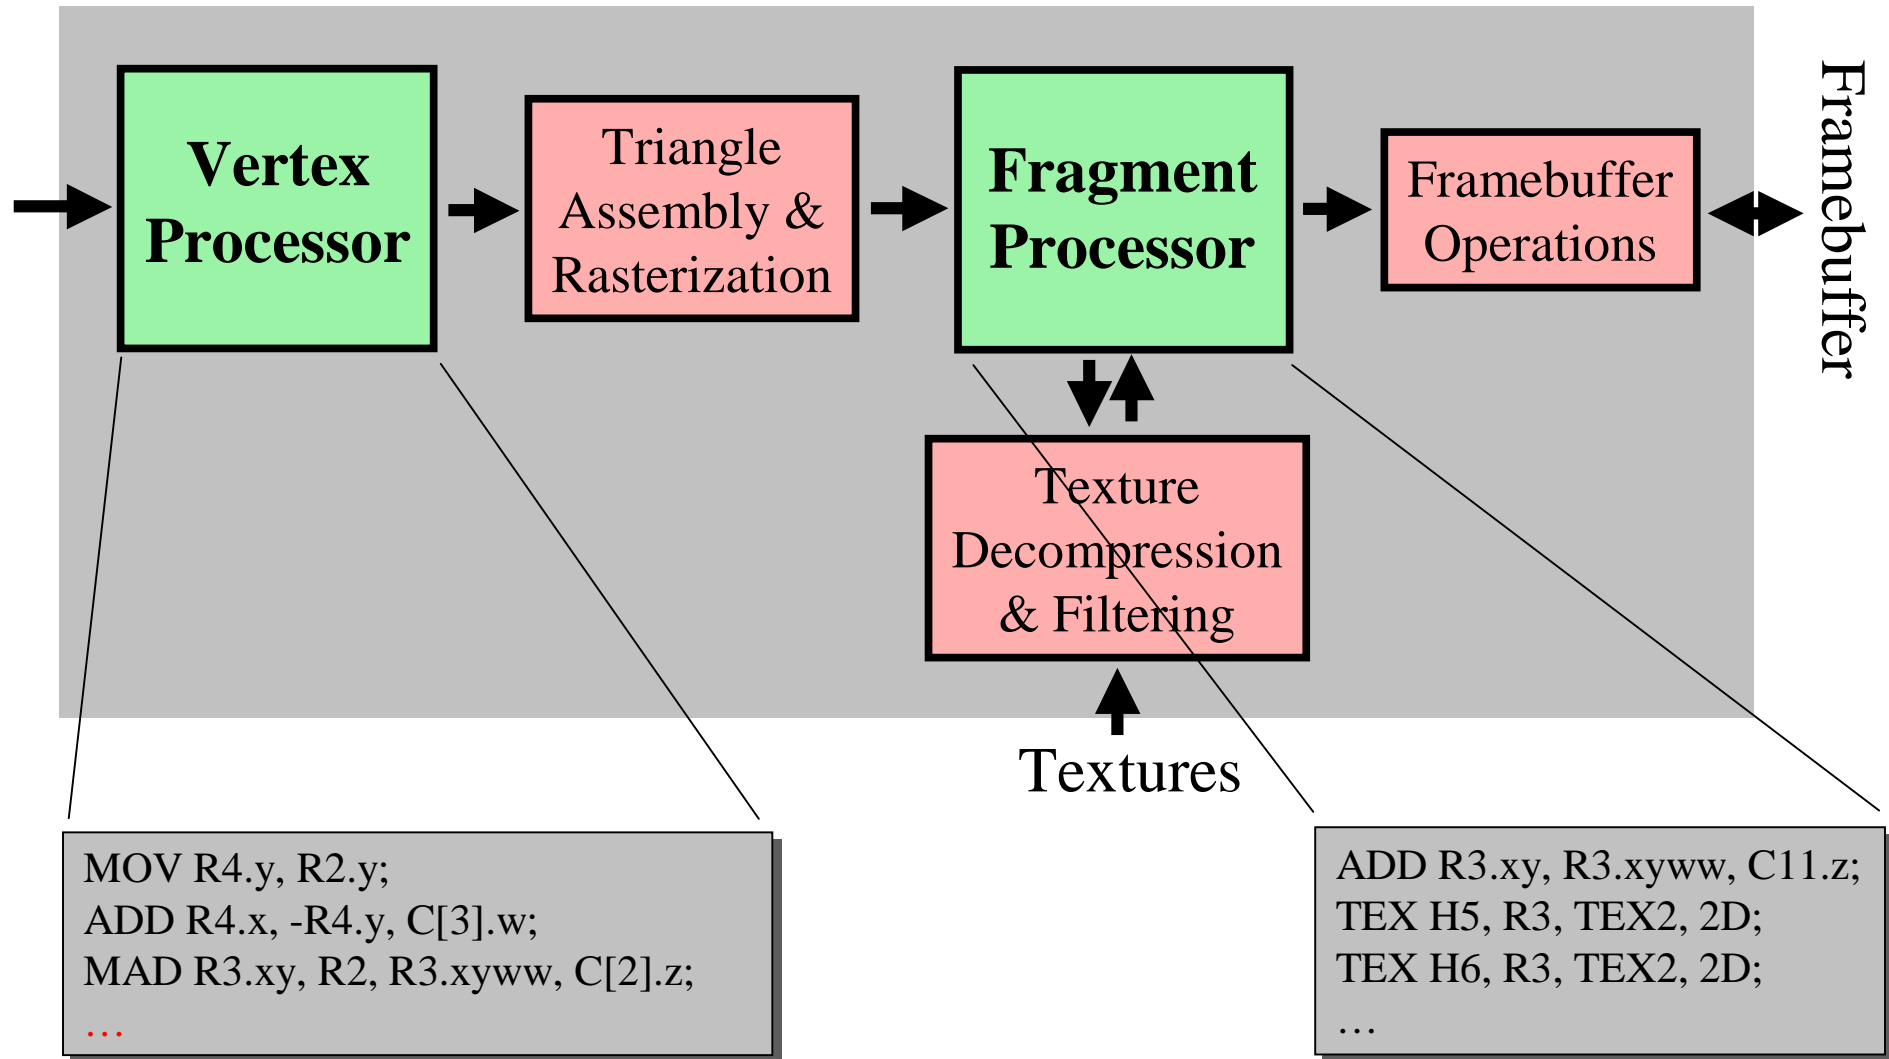 Vertex
Processor
Triangle
Assembly &
Rasterization
Fragment
Processor
Framebuffer
Operations
Framebuffer
Texture
Decompression
& Filtering
Textures
MOV R4.y, R2.y;
ADD R4.x, -R4.y, C[3].w;
MAD R3.xy, R2, R3.xyww, C[2].z;
…
ADD R3.xy, R3.xyww, C11.z;
TEX H5, R3, TEX2, 2D;
TEX H6, R3, TEX2, 2D;
…